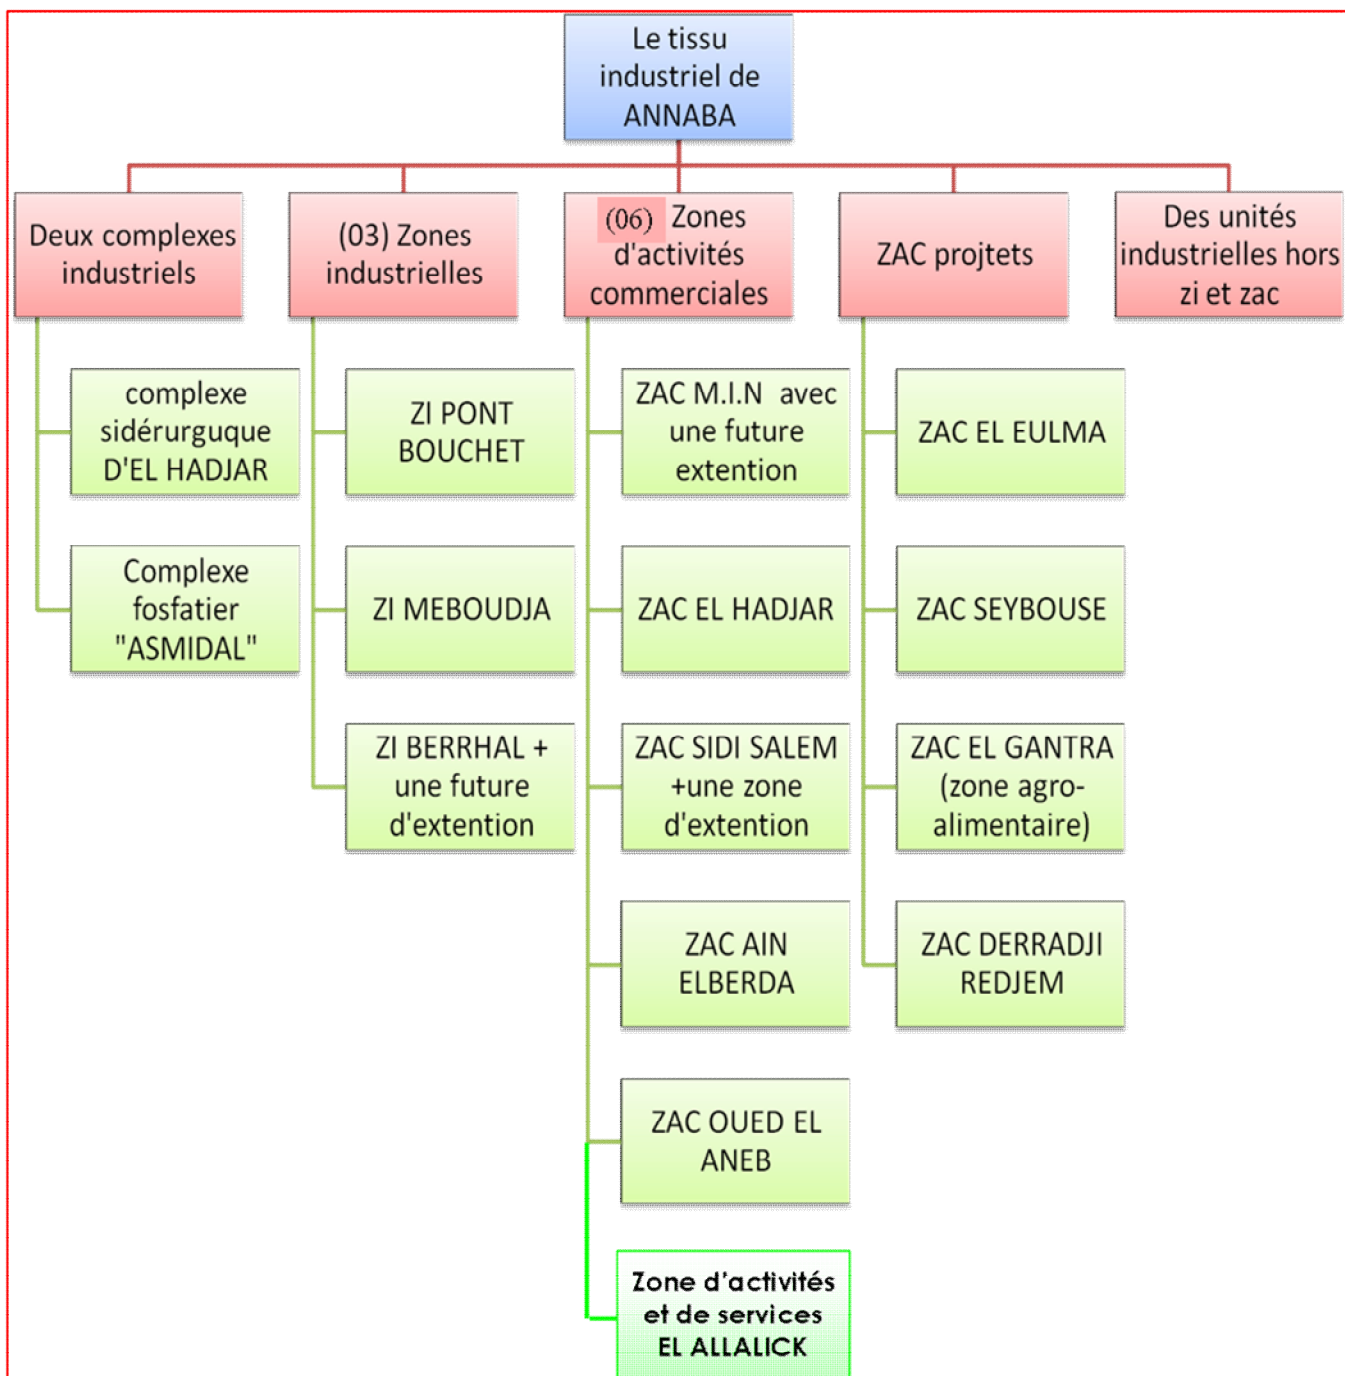 Le tissu
industriel de
ANNABA
Deux complexes
industriels
(03) Zones
industrielles
(06) Zones
d'activités
commerciales
ZAC projtets
Des unités
industrielles hors
zi et zac
complexe
sidérurguque
D'EL HADJAR
Complexe
fosfatier
"ASMIDAL"
ZI PONT
BOUCHET
ZI MEBOUDJA
ZI BERRHAL +
une future
d'extention
ZAC M.I.N avec
une future
extention
ZAC EL HADJAR
ZAC SIDI SALEM
+une zone
d'extention
ZAC AIN
ELBERDA
ZAC OUED EL
ANEB
Zone d'activités
et de services
EL ALLALICK
ZAC EL EULMA
ZAC SEYBOUSE
ZAC EL GANTRA
(zone agro-
alimentaire)
ZAC DERRADJI
REDJEM